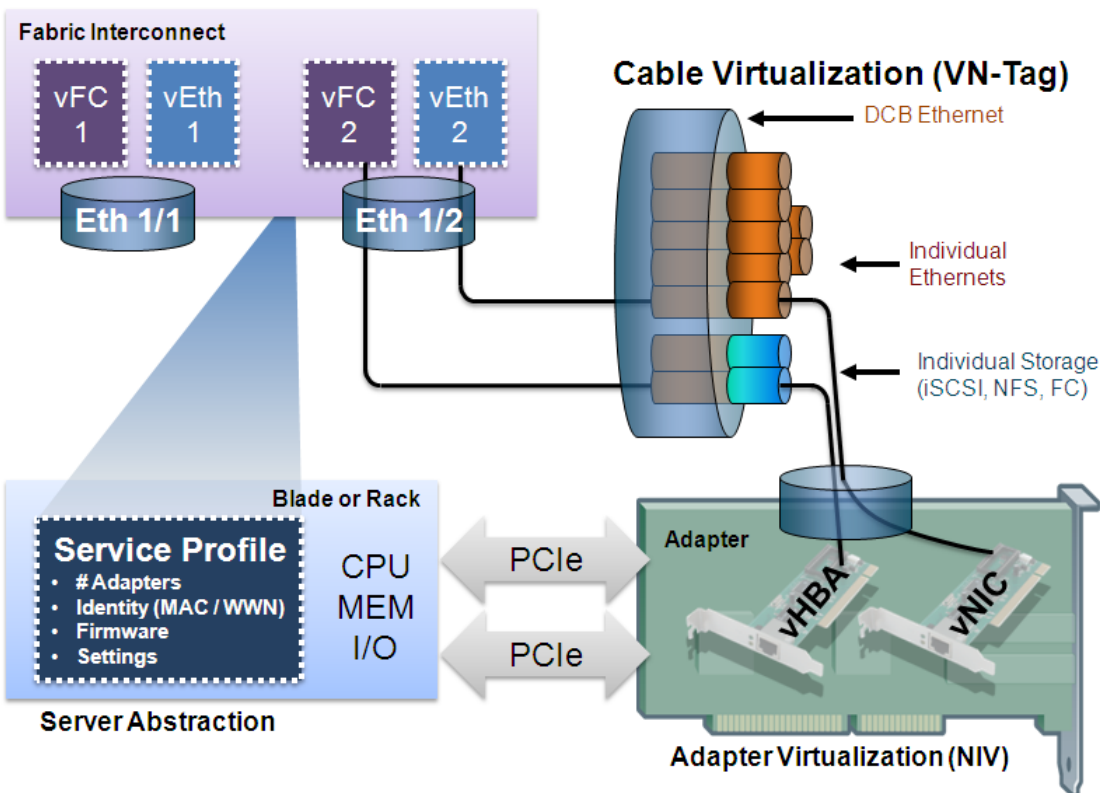 Fabric Interconnect
vFC
1
vEth
1
vFC
2
vEth
2
Eth 1/1
Eth 1/2
Cable Virtualization (VN-Tag)
DCB Ethernet
Individual
Ethernets
Individual Storage
(iSCSI, NFS, FC)
Blade or Rack
Service Profile
• # Adapters
• Identity (MAC / WWN)
• Firmware
• Settings
CPU
MEM
I/O
Server Abstraction
PCIe
PCIe
Adapter
vHBA
vNIC
Adapter Virtualization (NIV)